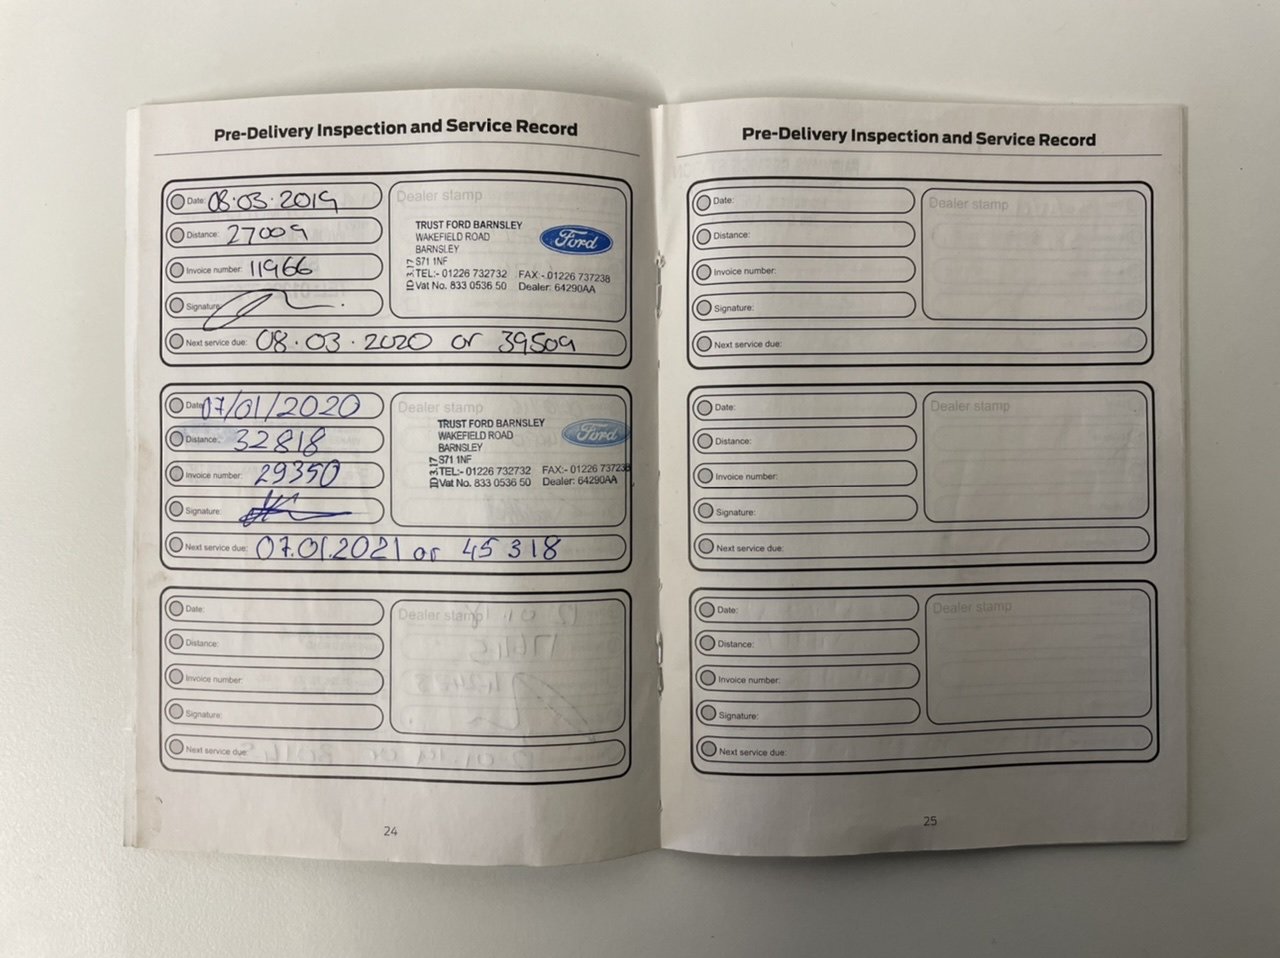 Pre-Delivery Inspection and Service Record
Date: 08.03.2019
Distance: 27009
Invoice number: 11966
Signature:
Next service due: 08.03.2020 or 39509
Dealer stamp
TRUST FORD BARNSLEY
WAKEFIELD ROAD
BARNSLEY
S71 1NF
TEL:- 01226 732732 FAX:- 01226 737238
Vat No. 833 0536 50 Dealer: 64290AA
ID 3.17
Ford
Date: 07/01/2020
Distance: 32818
Invoice number: 29350
Signature:
Next service due: 07.01.2021 or 45318
Dealer stamp
TRUST FORD BARNSLEY
WAKEFIELD ROAD
BARNSLEY
S71 1NF
TEL:- 01226 732732 FAX:- 01226 737238
Vat No. 833 0536 50 Dealer: 64290AA
ID 3.17
Ford
Date:
Distance:
Invoice number:
Signature:
Next service due:
Dealer stamp
24
Pre-Delivery Inspection and Service Record
Date:
Distance:
Invoice number:
Signature:
Next service due:
Dealer stamp
Date:
Distance:
Invoice number:
Signature:
Next service due:
Dealer stamp
Date:
Distance:
Invoice number:
Signature:
Next service due:
Dealer stamp
25